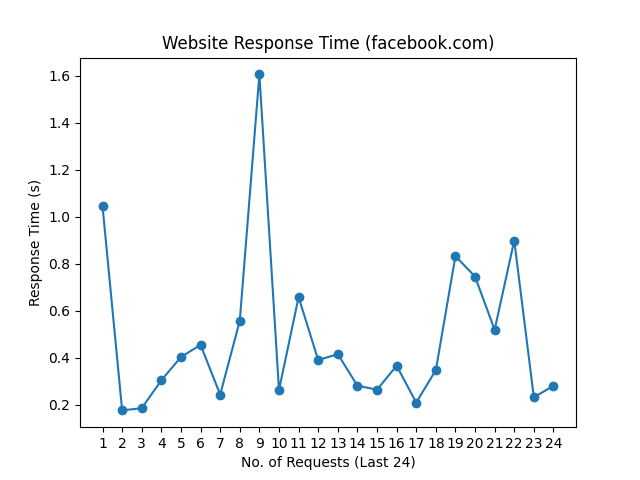 Website Response Time (facebook.com)
1.6
1.4
1.2
1.0
0.8
0.6
0.4
0.2
Response Time (s)
1 2 3 4 5 6 7 8 9 10 11 12 13 14 15 16 17 18 19 20 21 22 23 24
No. of Requests (Last 24)